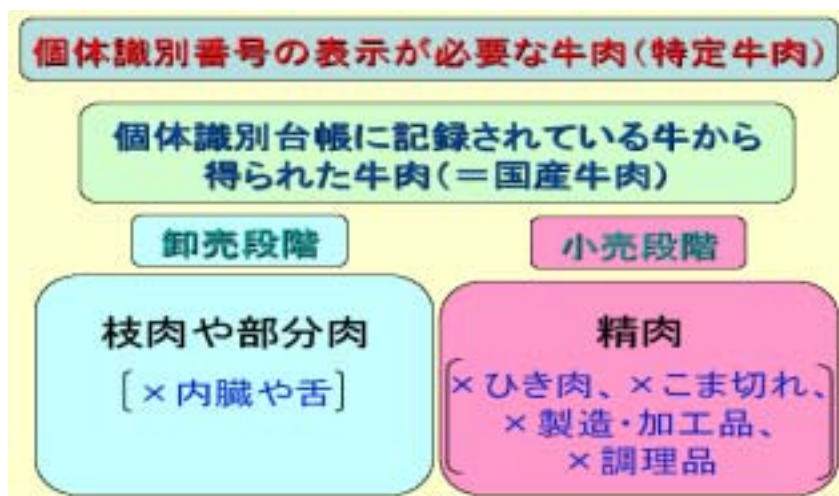 個体識別番号の表示が必要な牛肉(特定牛肉)
個体識別台帳に記録されている牛から
得られた牛肉(＝国産牛肉)
卸売段階
枝肉や部分肉
[×内臓や舌]
小売段階
精肉
[×ひき肉、×こま切れ、
×製造・加工品、
×調理品]